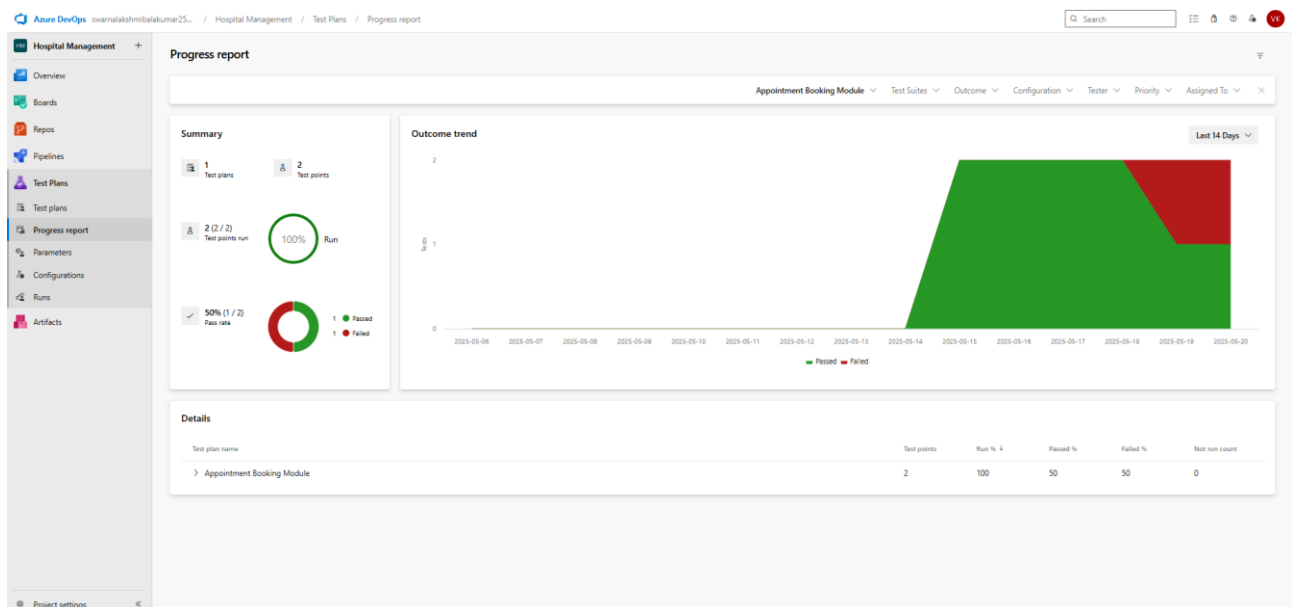 Azure DevOps swarnalakshmibalakumar25... / Hospital Management / Test Plans / Progress report
Search
VK
HM Hospital Management +
Overview
Boards
Repos
Pipelines
Test Plans
Test plans
Progress report
Parameters
Configurations
Runs
Artifacts
Project settings
Progress report
Appointment Booking Module Test Suites Outcome Configuration Tester Priority Assigned To
Summary
1
Test plans
2
Test points
2 (2 / 2)
Test points run
100%
Run
50% (1 / 2)
Pass rate
1 Passed
1 Failed
Outcome trend
Last 14 Days
2
Tests
1
0
2025-05-06 2025-05-07 2025-05-08 2025-05-09 2025-05-10 2025-05-11 2025-05-12 2025-05-13 2025-05-14 2025-05-15 2025-05-16 2025-05-17 2025-05-18 2025-05-19 2025-05-20
Passed Failed
Details
Test plan name Test points Run % ↓ Passed % Failed % Not run count
Appointment Booking Module 2 100 50 50 0